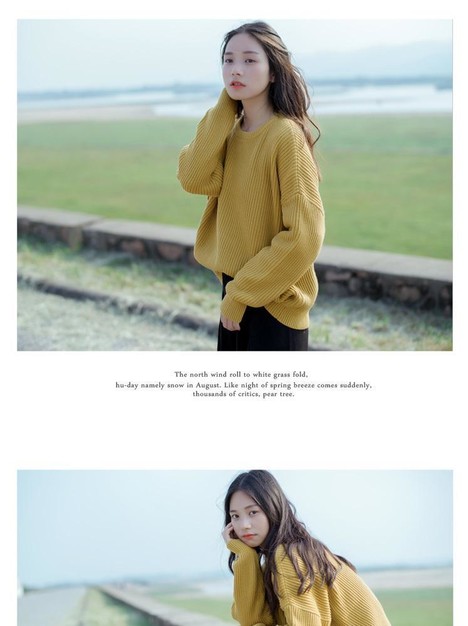 The north wind roll to white grass fold,
hu-day namely snow in August. Like night of spring breeze comes suddenly,
thousands of critics, pear tree.